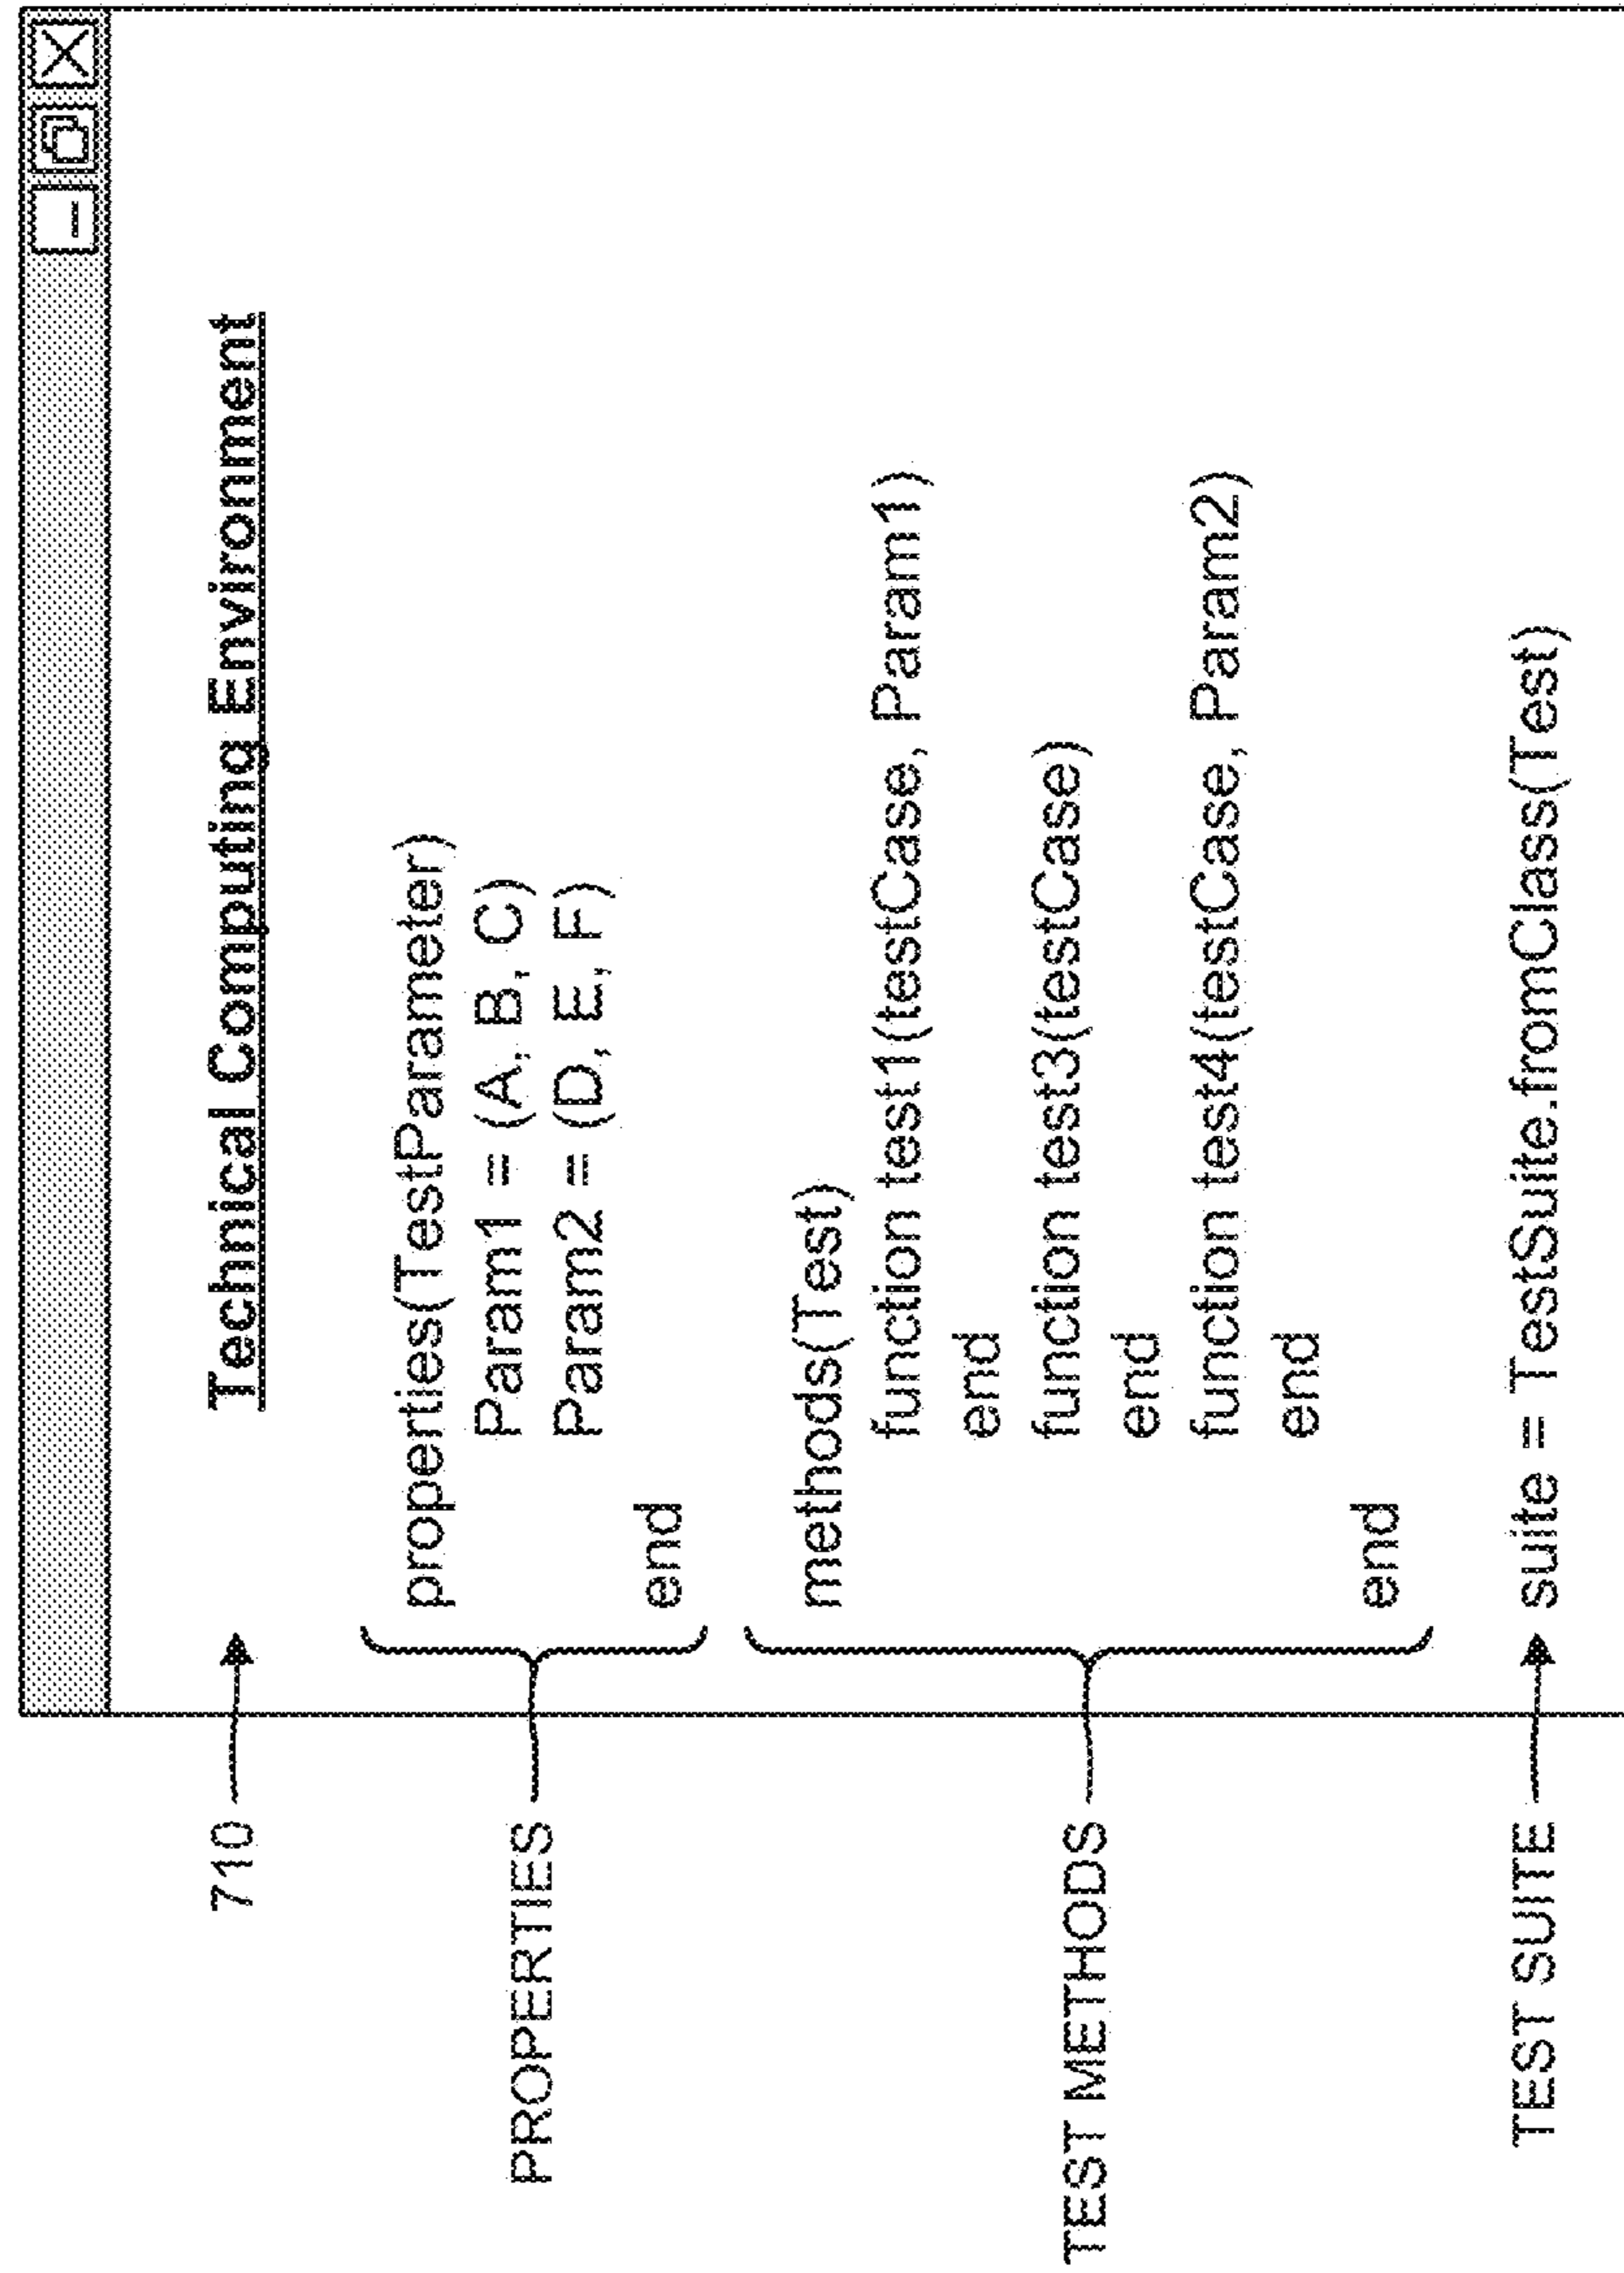 Technical Computing Environment
710
properties(TestParameter)
Param1 = (A, B, C)
Param2 = (D, E, F)
end
PROPERTIES
methods(Test)
function test1(testCase, Param1)
end
function test3(testCase)
end
function test4(testCase, Param2)
end
end
TEST METHODS
suite = TestSuite.fromClass(Test)
TEST SUITE